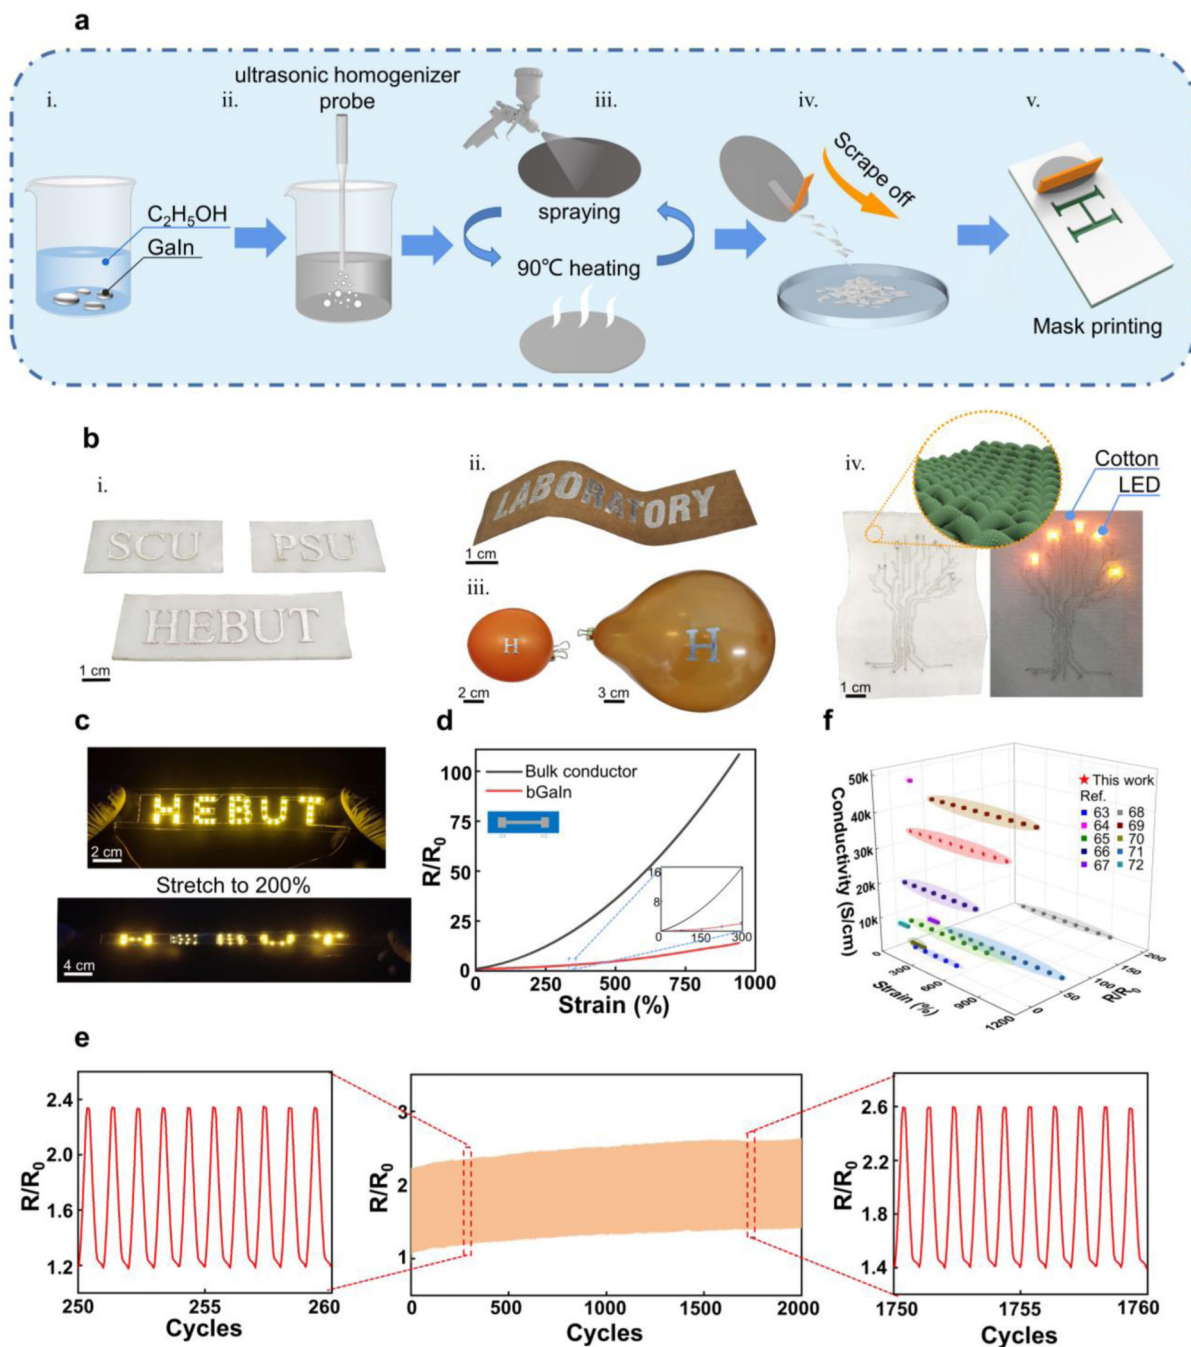 a
i.
ii.
ultrasonic homogenizer
probe
iii.
iv.
v.
C₂H₅OH
GaIn
spraying
90℃ heating
Scrape off
Mask printing
b
i.
SCU
PSU
HEBUT
1 cm
ii.
LABORATORY
1 cm
iii.
H
H
2 cm
3 cm
iv.
Cotton
LED
1 cm
c
HEBUT
2 cm
Stretch to 200%
H E B U T
4 cm
d
R/R₀
100
75
50
25
0
Bulk conductor
bGaIn
16
8
0
0
150
300
0
250
500
750
1000
Strain (%)
f
Conductivity (S/cm)
50k
40k
30k
20k
10k
This work
Ref.
63
68
64
69
65
70
66
71
67
72
0
300
600
900
1200
Strain (%)
0
50
100
150
200
R/R₀
e
R/R₀
2.4
2.0
1.6
1.2
250
255
260
Cycles
R/R₀
3
2
1
0
500
1000
1500
2000
Cycles
R/R₀
2.6
2.2
1.8
1.4
1750
1755
1760
Cycles